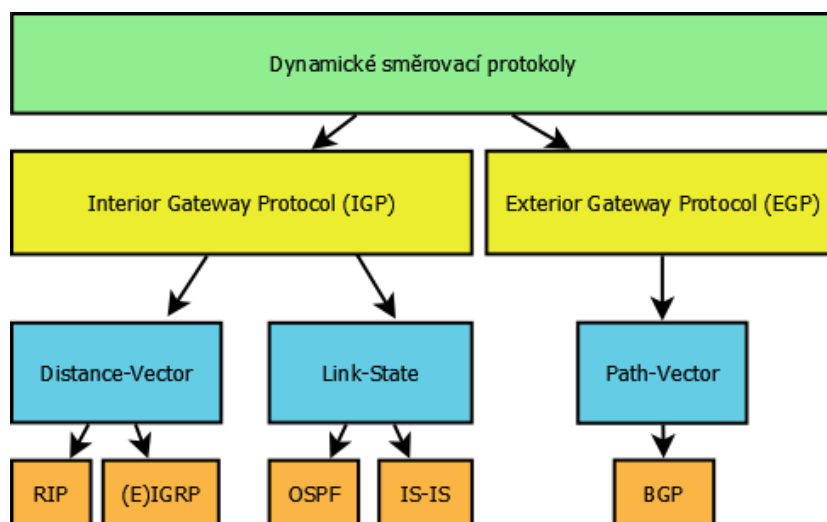 Dynamické směrovací protokoly
Interior Gateway Protocol (IGP)
Exterior Gateway Protocol (EGP)
Distance-Vector
Link-State
Path-Vector
RIP
(E)IGRP
OSPF
IS-IS
BGP